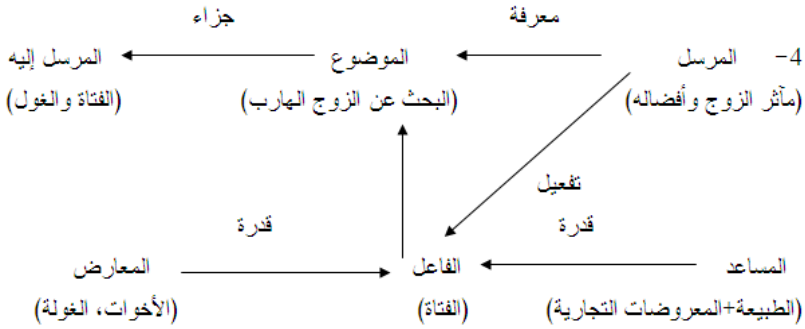 معرفة جزاء
4- المرسل الموضوع المرسل إليه
(مآثر الزوج وأفضاله) (البحث عن الزوج الهارب) (الفتاة والغول)
تفعيل
قدرة قدرة
المساعد الفاعل المعارض
(الطبيعة+المعروضات التجارية) (الفتاة) (الأخوات، الغولة)